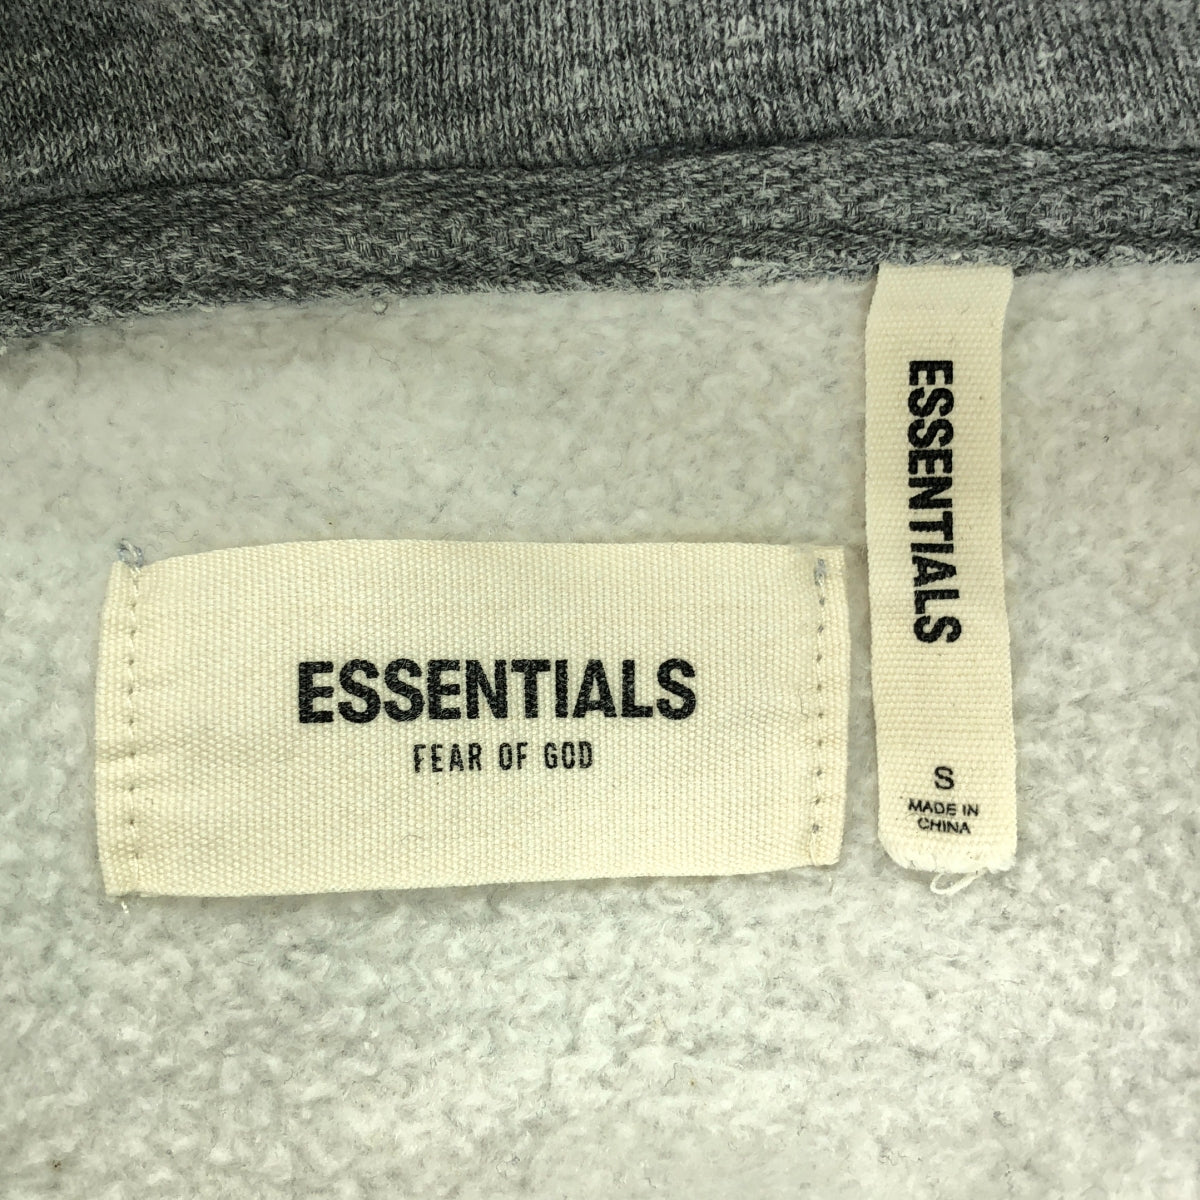 ESSENTIALS
FEAR OF GOD
ESSENTIALS
S
MADE IN
CHINA